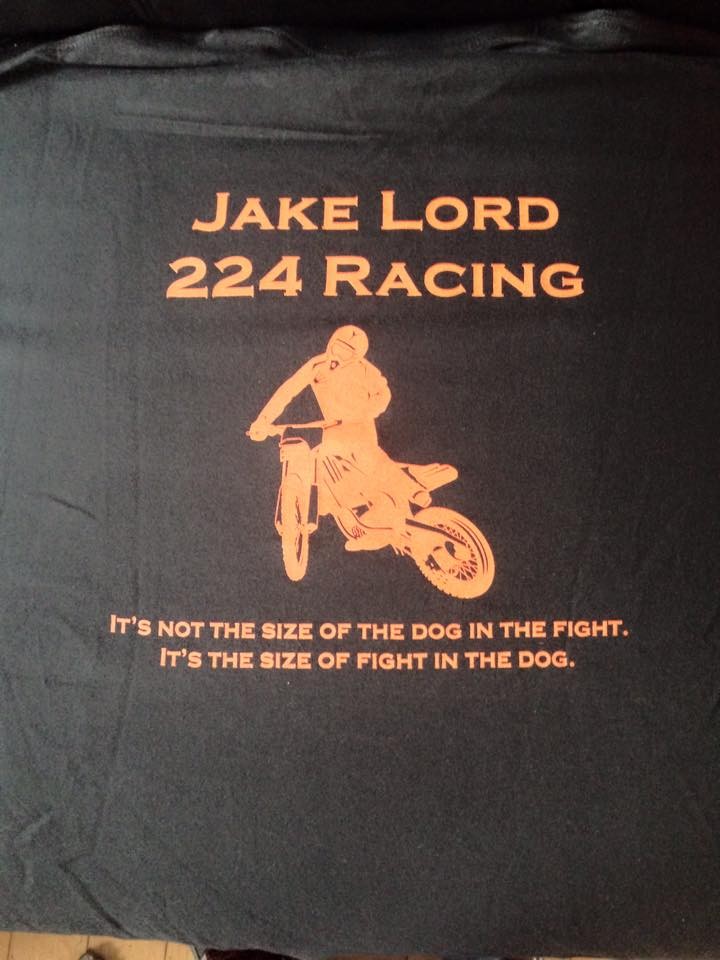 JAKE LORD
224 RACING
IT'S NOT THE SIZE OF THE DOG IN THE FIGHT.
IT'S THE SIZE OF FIGHT IN THE DOG.